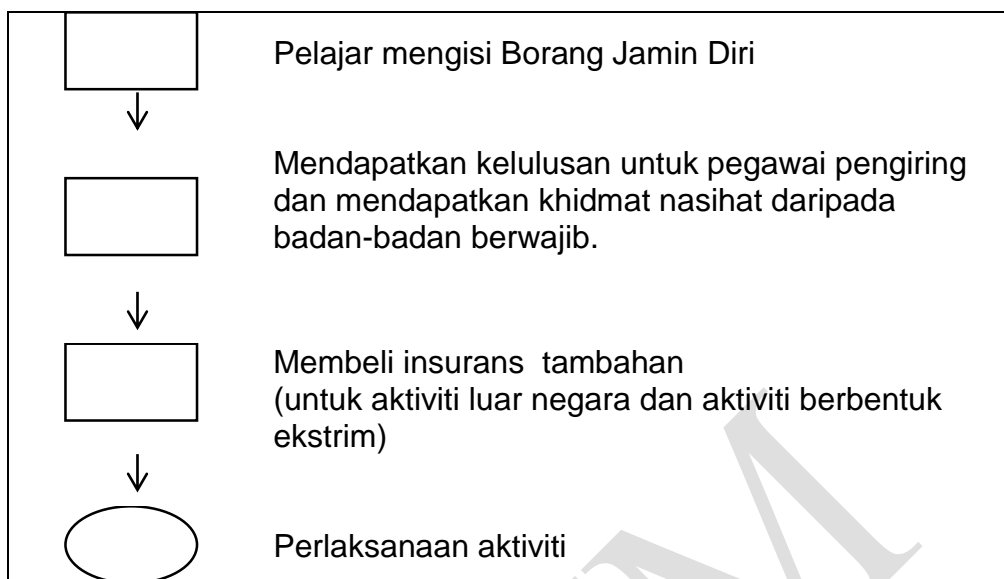 Pelajar mengisi Borang Jamin Diri
Mendapatkan kelulusan untuk pegawai pengiring
dan mendapatkan khidmat nasihat daripada
badan-badan berwajib.
Membeli insurans tambahan
(untuk aktiviti luar negara dan aktiviti berbentuk
ekstrim)
Perlaksanaan aktiviti